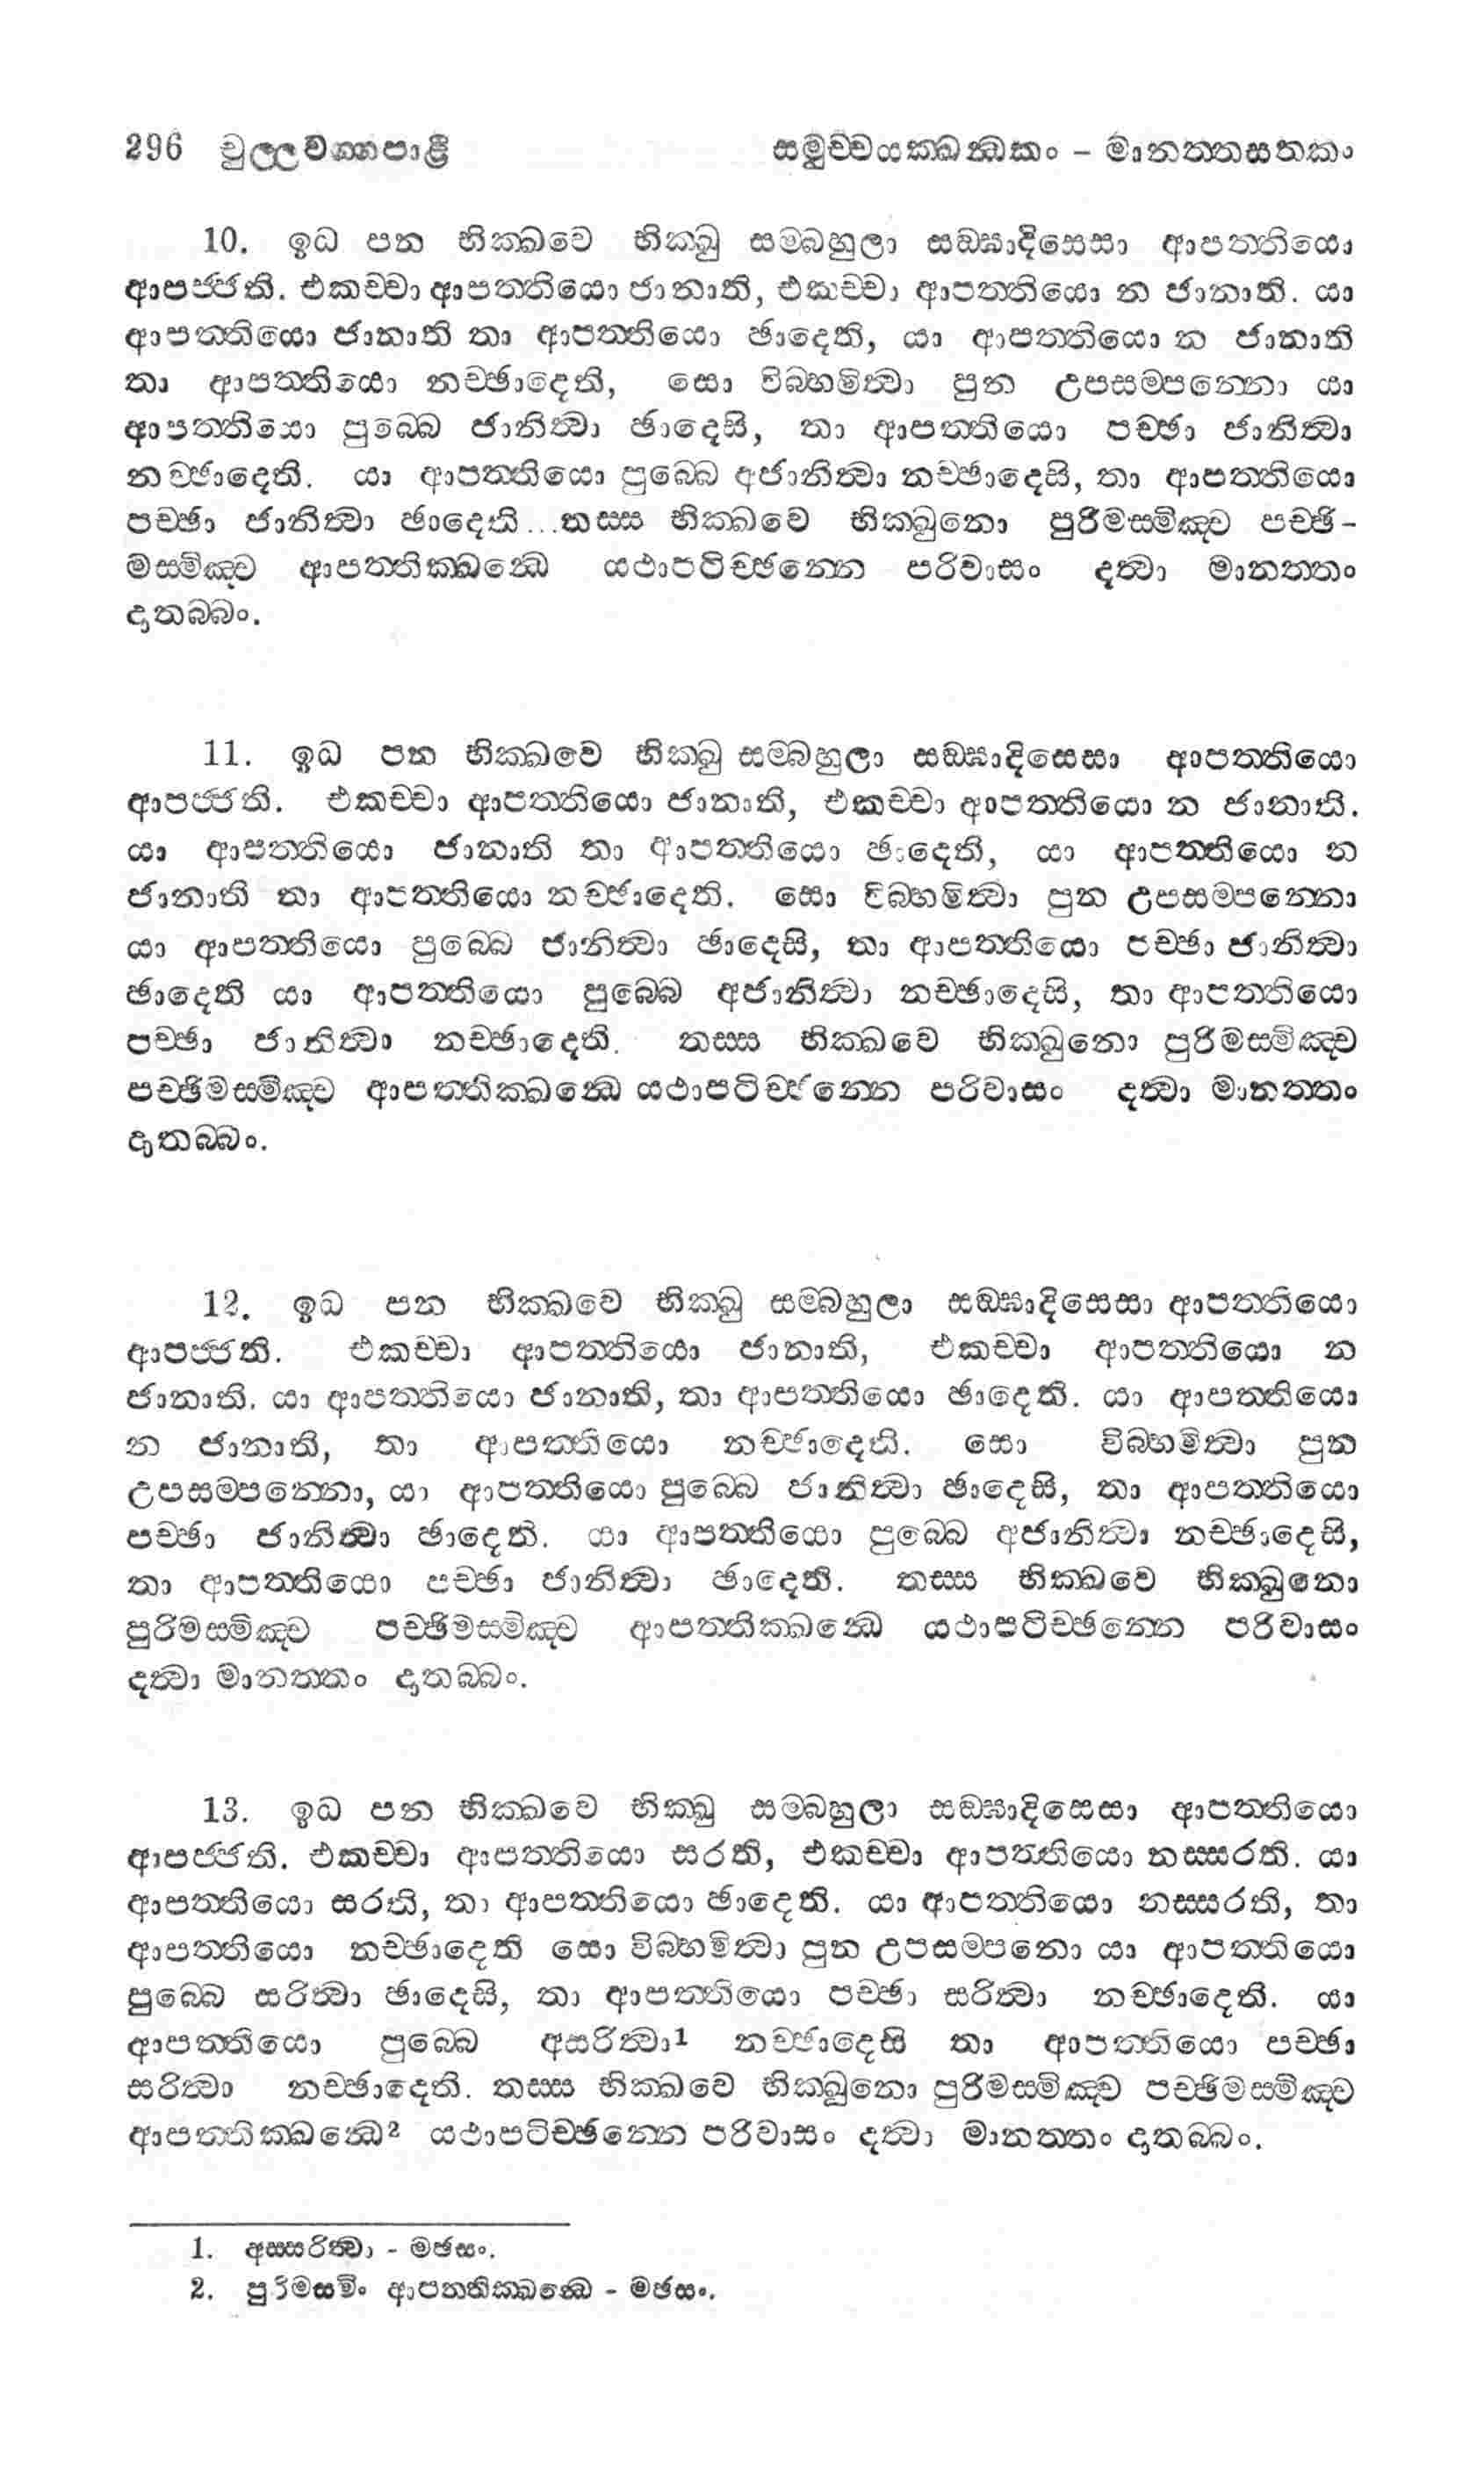 296 චුල්ලවග්ගපාළි සමුච්චයක්ඛන්ධකං - මානත්තසතකං
10. ඉධ පන භික්ඛවෙ භික්ඛු සම්බහුලා සඞ්ඝාදිසෙසා ආපත්තියො
ආපජ්ජති. එකච්චා ආපත්තියො ජානාති, එකච්චා ආපත්තියො න ජානාති. යා
ආපත්තියො ජානාති තා ආපත්තියො ඡාදෙති, යා ආපත්තියො න ජානාති
තා ආපත්තියො නච්ඡාදෙති, සො විබ්භමිත්වා පුන උපසම්පන්නො යා
ආපත්තියො පුබ්බෙ ජානිත්වා ඡාදෙසි, තා ආපත්තියො පච්ඡා ජානිත්වා
නච්ඡාදෙති. යා ආපත්තියො පුබ්බෙ අජානිත්වා නච්ඡාදෙසි, තා ආපත්තියො
පච්ඡා ජානිත්වා ඡාදෙති...තස්ස භික්ඛවෙ භික්ඛුනො පුරිමස්මිඤ්ච පච්ඡි-
මස්මිඤ්ච ආපත්තික්ඛන්ධෙ යථාපටිච්ඡන්නෙ පරිවාසං දත්වා මානත්තං
දාතබ්බං.
11. ඉධ පන භික්ඛවෙ භික්ඛු සම්බහුලා සඞ්ඝාදිසෙසා ආපත්තියො
ආපජ්ජති. එකච්චා ආපත්තියො ජානාති, එකච්චා ආපත්තියො න ජානාති.
යා ආපත්තියො ජානාති තා ආපත්තියො ඡාදෙති, යා ආපත්තියො න
ජානාති තා ආපත්තියො නච්ඡාදෙති. සො විබ්භමිත්වා පුන උපසම්පන්නො
යා ආපත්තියො පුබ්බෙ ජානිත්වා ඡාදෙසි, තා ආපත්තියො පච්ඡා ජානිත්වා
ඡාදෙති යා ආපත්තියො පුබ්බෙ අජානිත්වා නච්ඡාදෙසි, තා ආපත්තියො
පච්ඡා ජානිත්වා නච්ඡාදෙති. තස්ස භික්ඛවෙ භික්ඛුනො පුරිමස්මිඤ්ච
පච්ඡිමස්මිඤ්ච ආපත්තික්ඛන්ධෙ යථාපටිච්ඡන්නෙ පරිවාසං දත්වා මානත්තං
දාතබ්බං.
12. ඉධ පන භික්ඛවෙ භික්ඛු සම්බහුලා සඞ්ඝාදිසෙසා ආපත්තියො
ආපජ්ජති. එකච්චා ආපත්තියො ජානාති, එකච්චා ආපත්තියො න
ජානාති. යා ආපත්තියො ජානාති, තා ආපත්තියො ඡාදෙති. යා ආපත්තියො
න ජානාති, තා ආපත්තියො නච්ඡාදෙති. සො විබ්භමිත්වා පුන
උපසම්පන්නො, යා ආපත්තියො පුබ්බෙ ජානිත්වා ඡාදෙසි, තා ආපත්තියො
පච්ඡා ජානිත්වා ඡාදෙති. යා ආපත්තියො පුබ්බෙ අජානිත්වා නච්ඡාදෙසි,
තා ආපත්තියො පච්ඡා ජානිත්වා ඡාදෙති. තස්ස භික්ඛවෙ භික්ඛුනො
පුරිමස්මිඤ්ච පච්ඡිමස්මිඤ්ච ආපත්තික්ඛන්ධෙ යථාපටිච්ඡන්නෙ පරිවාසං
දත්වා මානත්තං දාතබ්බං.
13. ඉධ පන භික්ඛවෙ භික්ඛු සම්බහුලා සඞ්ඝාදිසෙසා ආපත්තියො
ආපජ්ජති. එකච්චා ආපත්තියො සරති, එකච්චා ආපත්තියො නස්සරති. යා
ආපත්තියො සරති, තා ආපත්තියො ඡාදෙති. යා ආපත්තියො නස්සරති, තා
ආපත්තියො නච්ඡාදෙති සො විබ්භමිත්වා පුන උපසම්පනො යා ආපත්තියො
පුබ්බෙ සරිත්වා ඡාදෙසි, තා ආපත්තියො පච්ඡා සරිත්වා නච්ඡාදෙති. යා
ආපත්තියො පුබ්බෙ අසරිත්වා1 නච්ඡාදෙසි තා ආපත්තියො පච්ඡා
සරිත්වා නච්ඡාදෙති. තස්ස භික්ඛවෙ භික්ඛුනො පුරිමස්මිඤ්ච පච්ඡිමස්මිඤ්ච
ආපත්තික්ඛන්ධෙ2 යථාපටිච්ඡන්නෙ පරිවාසං දත්වා මානත්තං දාතබ්බං.
1. අස්සරිත්වා - මඡසං.
2. පුරිමස්මිං ආපත්තික්ඛන්ධෙ - මඡසං.